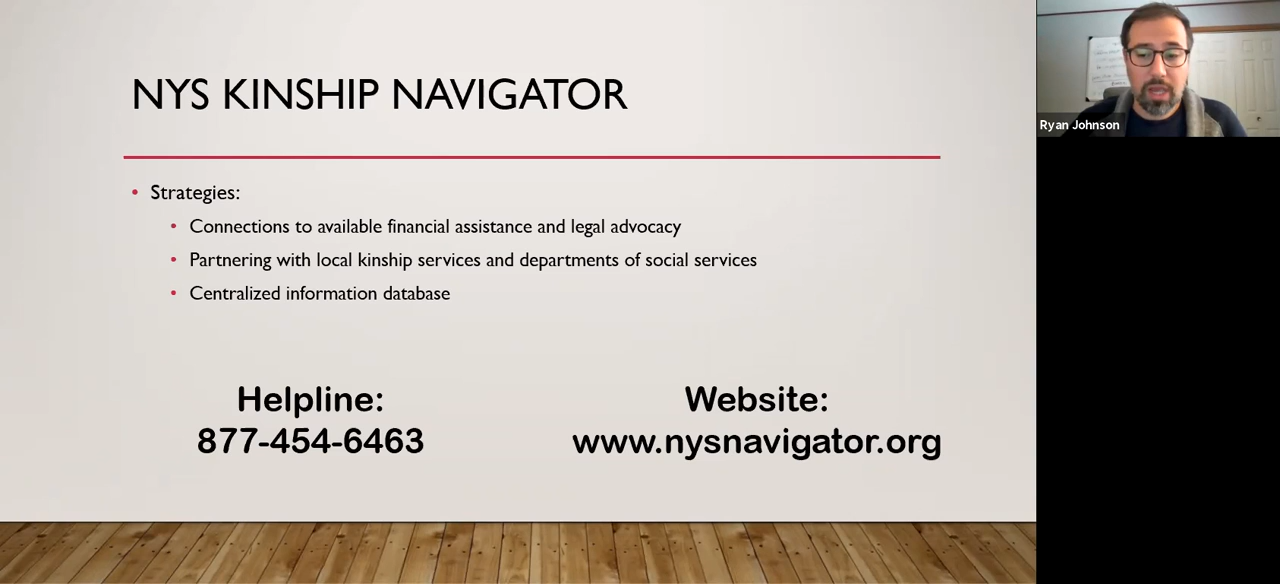 NYS KINSHIP NAVIGATOR
Strategies:
Connections to available financial assistance and legal advocacy
Partnering with local kinship services and departments of social services
Centralized information database
Helpline:
877-454-6463
Website:
www.nysnavigator.org
Ryan Johnson